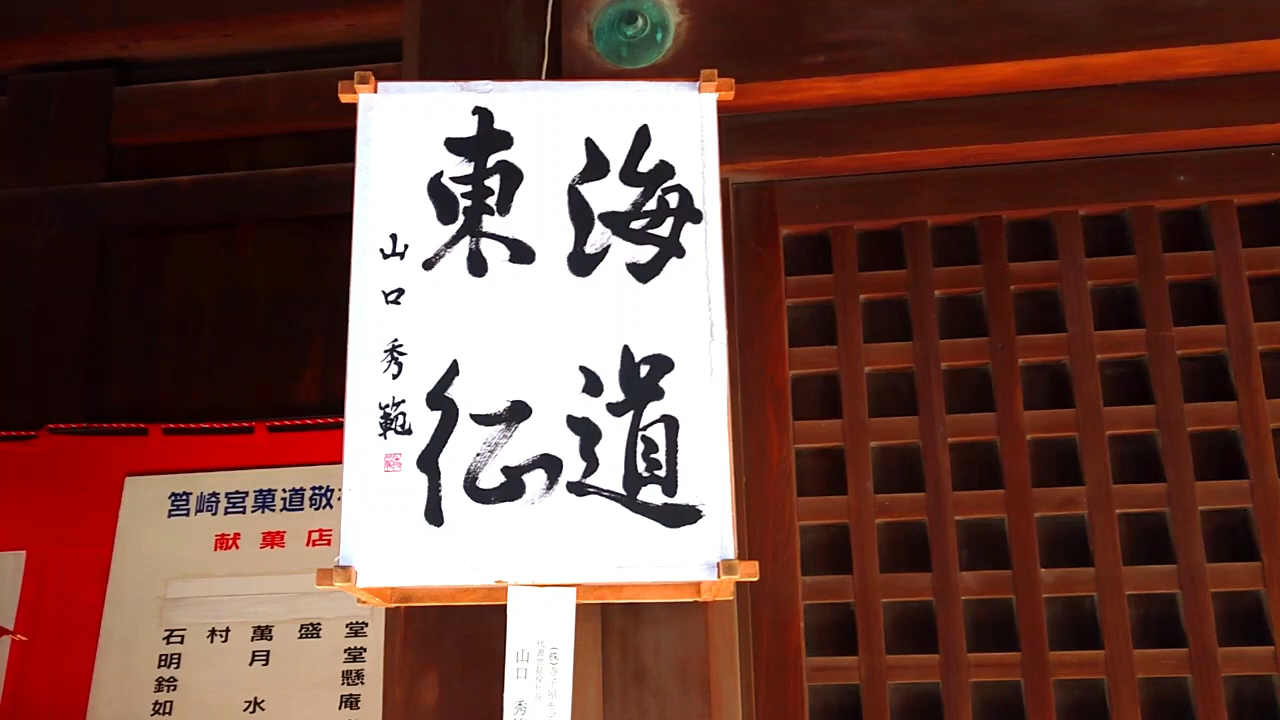 海道
東征
山口秀範
筥崎宮菓道敬
献菓店
堂堂懸庵
盛
萬月水
村
石明鈴如
山口 秀